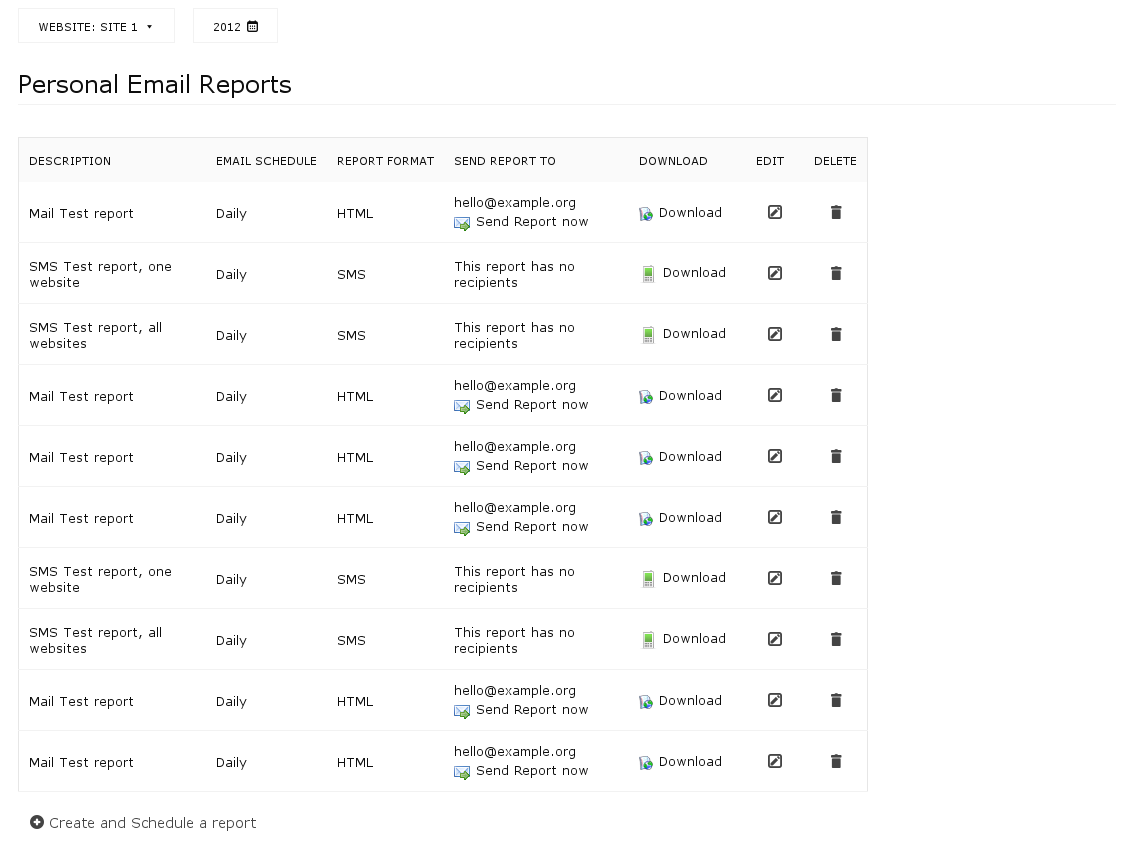 WEBSITE: SITE 1 2012
Personal Email Reports
DESCRIPTION EMAIL SCHEDULE REPORT FORMAT SEND REPORT TO DOWNLOAD EDIT DELETE
Mail Test report Daily HTML hello@example.org Download
Send Report now
SMS Test report, one Daily SMS This report has no Download
website recipients
SMS Test report, all Daily SMS This report has no Download
websites recipients
Mail Test report Daily HTML hello@example.org Download
Send Report now
Mail Test report Daily HTML hello@example.org Download
Send Report now
Mail Test report Daily HTML hello@example.org Download
Send Report now
SMS Test report, one Daily SMS This report has no Download
website recipients
SMS Test report, all Daily SMS This report has no Download
websites recipients
Mail Test report Daily HTML hello@example.org Download
Send Report now
Mail Test report Daily HTML hello@example.org Download
Send Report now
Create and Schedule a report